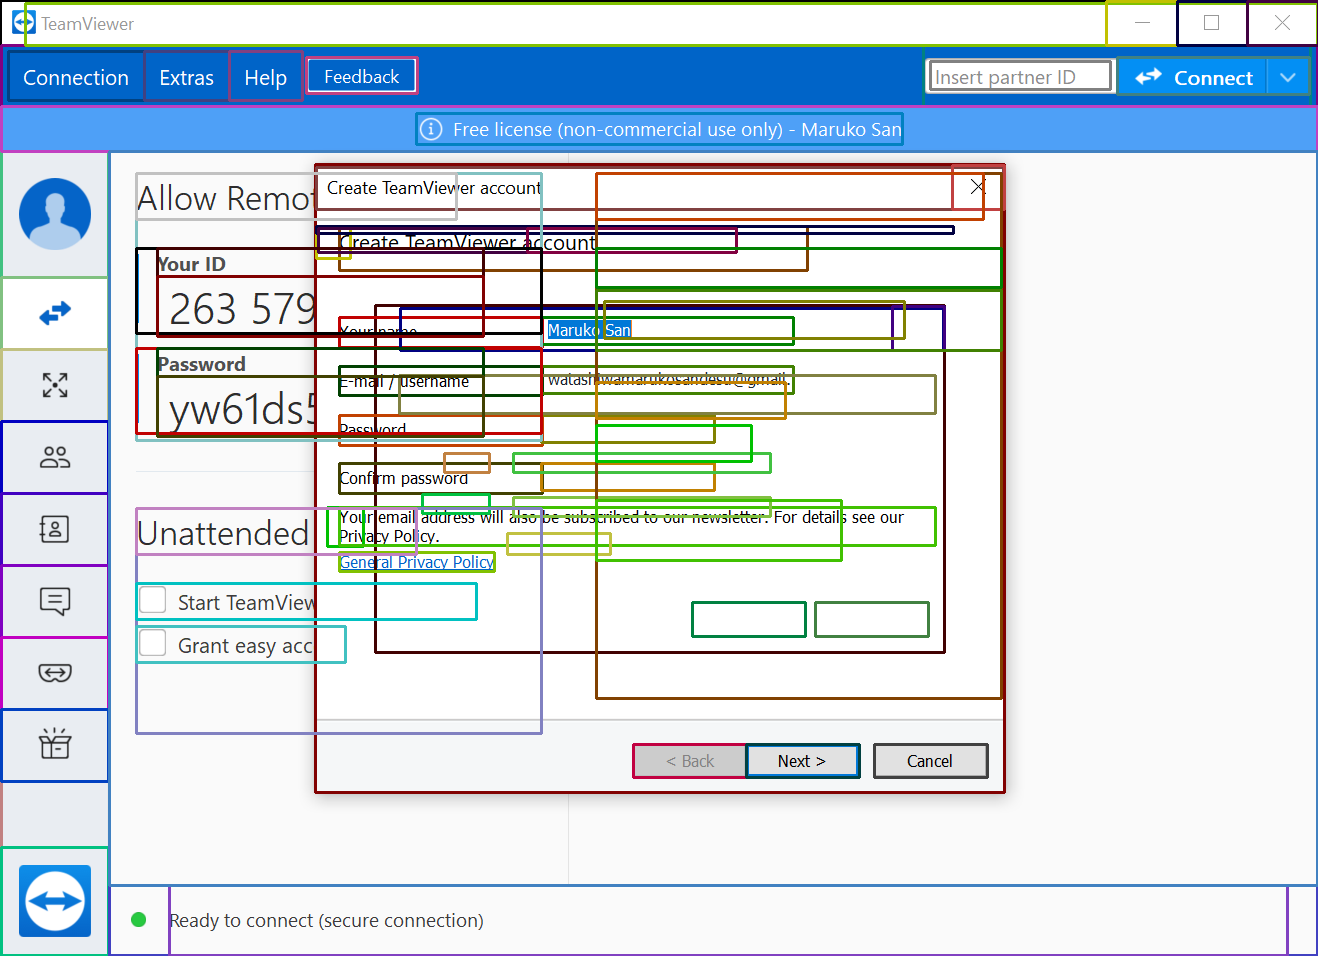 TeamViewer
Connection Extras Help Feedback
Insert partner ID
Connect
Free license (non-commercial use only) - Maruko San
Allow Remot
Your ID
263 579
Password
yw61ds5
Unattended
Start TeamView
Grant easy acc
Create TeamViewer account
Create TeamViewer account
Your name
Maruko San
E-mail / username
watashiwamarukosandesu@gmail.
Password
Confirm password
Your email address will also be subscribed to our newsletter. For details see our
Privacy Policy.
General Privacy Policy
< Back
Next >
Cancel
Ready to connect (secure connection)